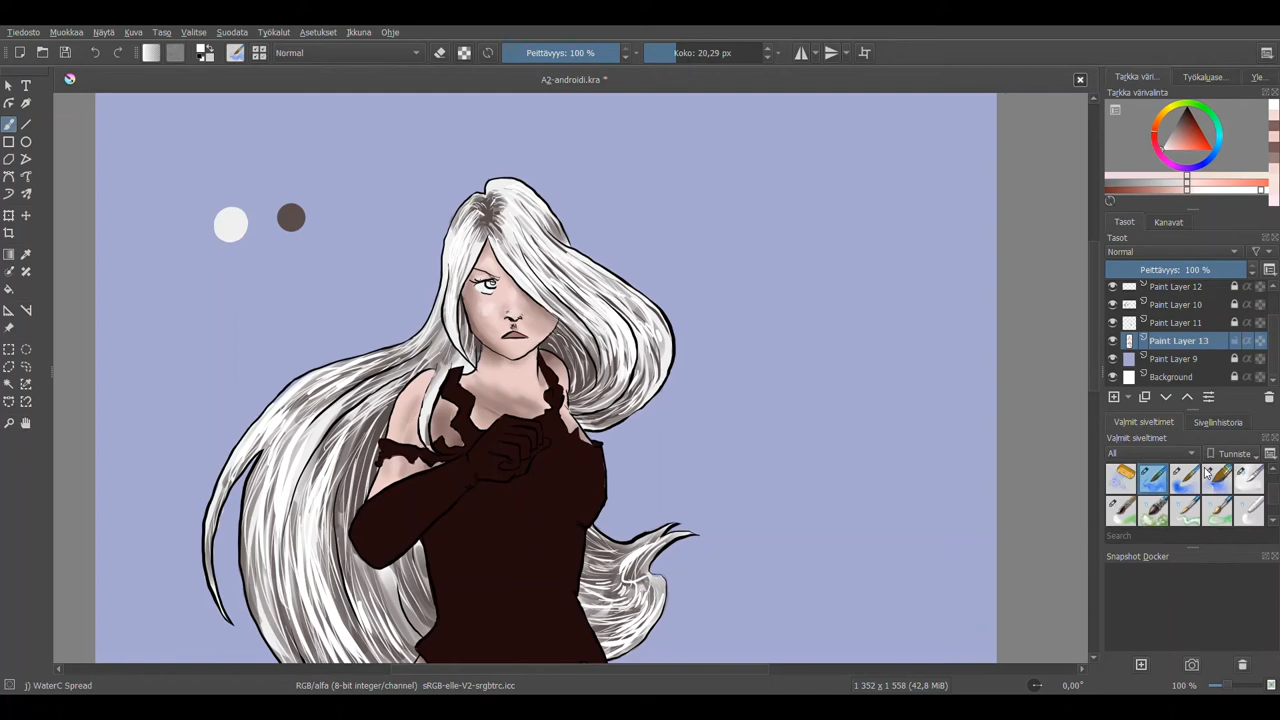 Tiedosto Muokkaa Näytä Kuva Taso Valitse Suodata Työkalut Asetukset Ikkuna Ohje
Normal
Peittävyys: 100 %
Koko: 20,29 px
A2-androidi.kra *
Tarkka väri...
Työkaluase...
Yle...
Tarkka värivalinta
Tasot
Kanavat
Tasot
Normal
Peittävyys: 100 %
Paint Layer 12
Paint Layer 10
Paint Layer 11
Paint Layer 13
Paint Layer 9
Background
Valmiit siveltimet
Sivellinhistoria
Valmiit siveltimet
All
Tunniste
Search
Snapshot Docker
j) WaterC Spread
RGB/alfa (8-bit integer/channel) sRGB-elle-V2-srgbtrc.icc
1 352 x 1 558 (42,8 MiB)
0,00°
100 %